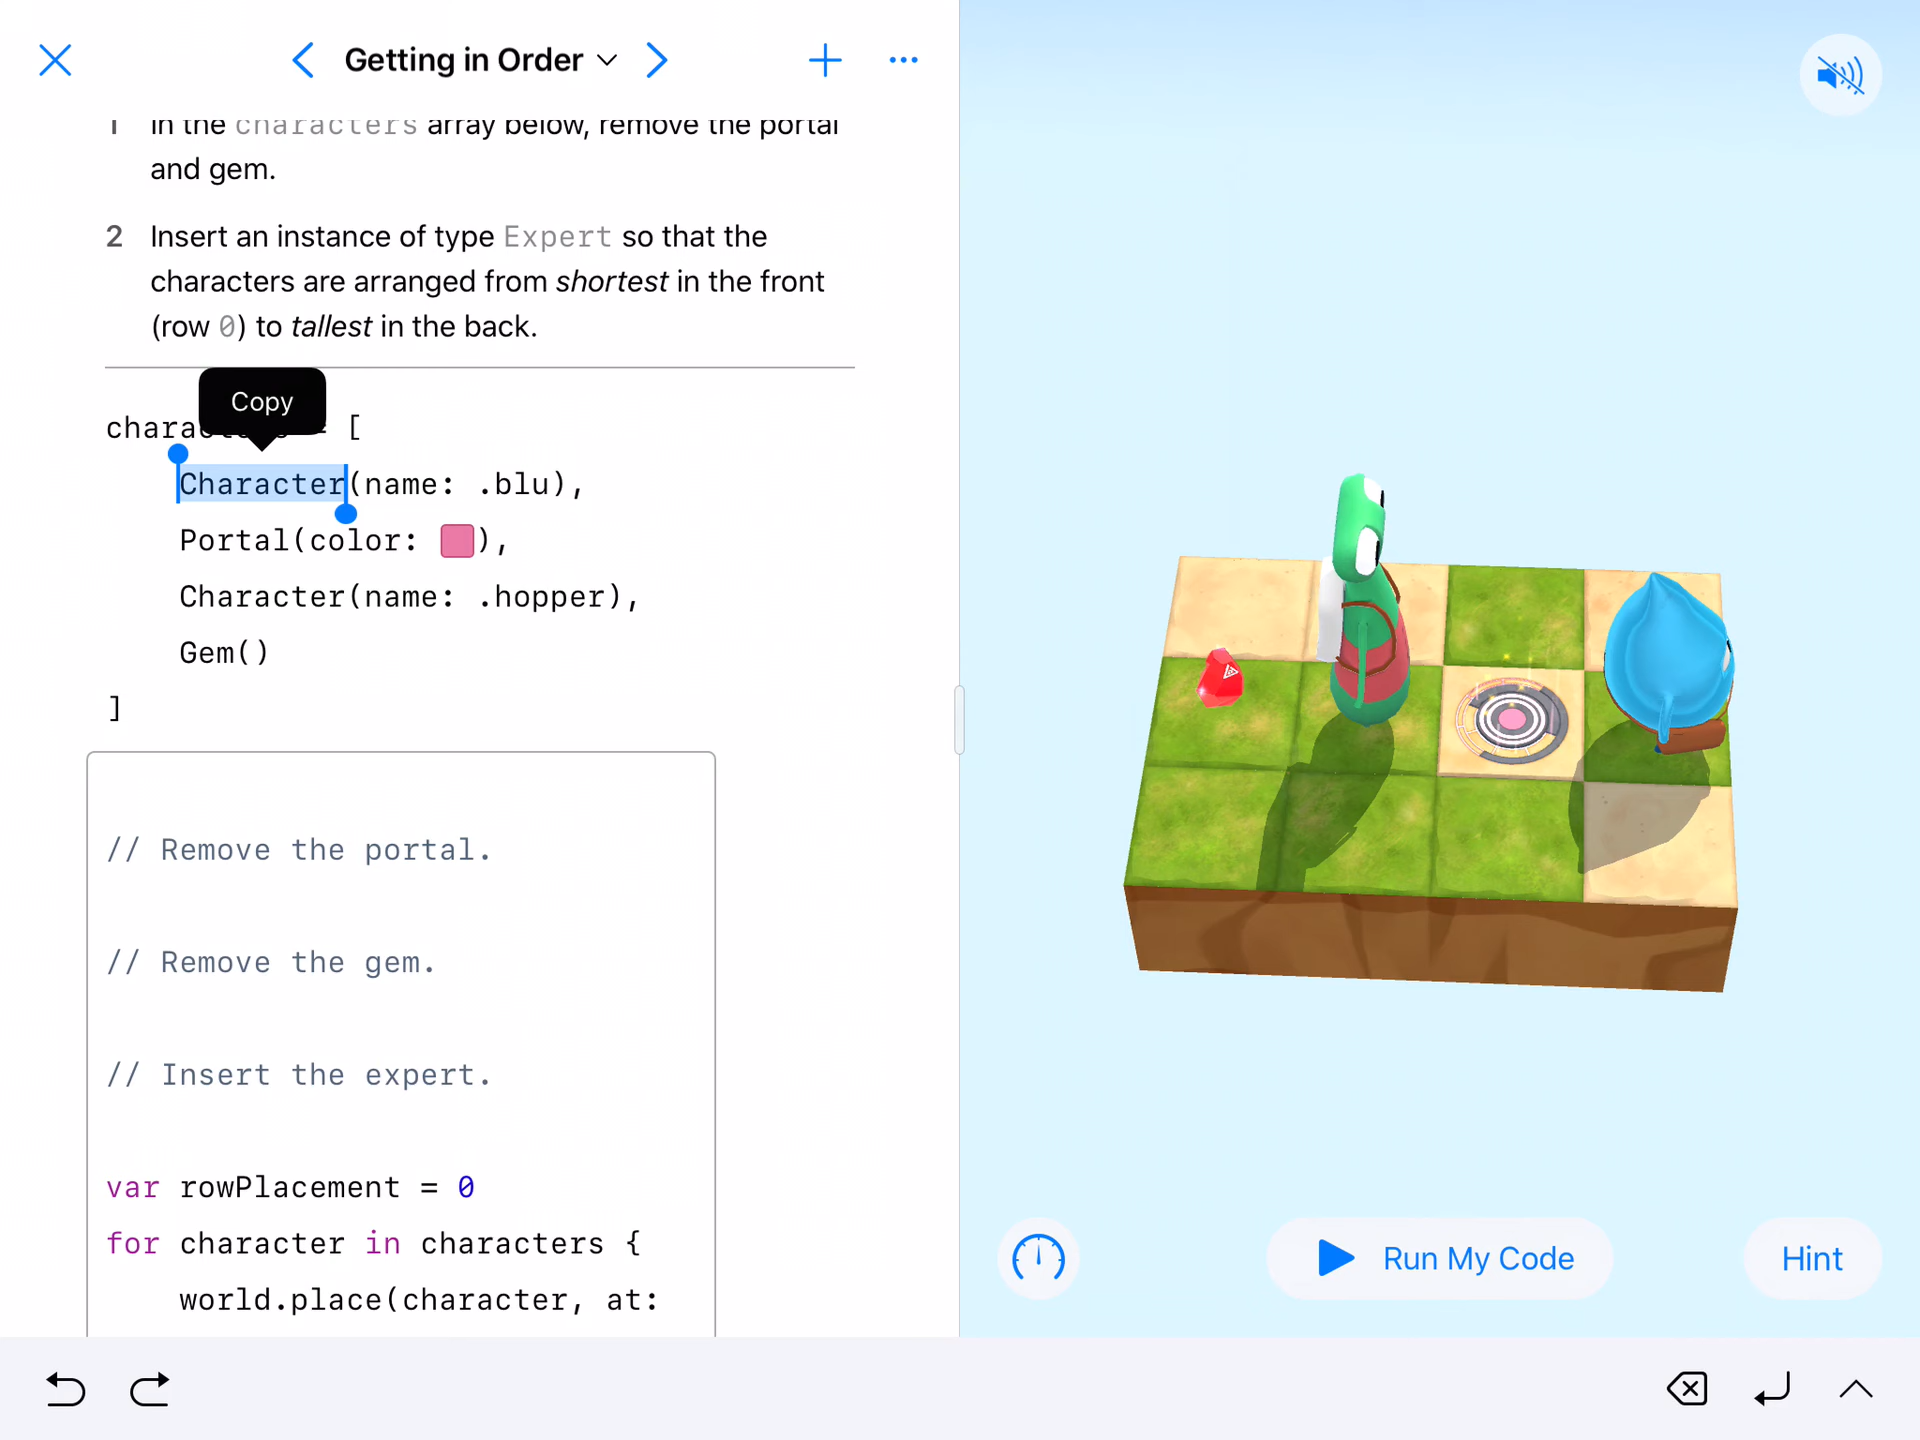 Getting in Order
1 In the characters array below, remove the portal
and gem.
2 Insert an instance of type Expert so that the
characters are arranged from shortest in the front
(row 0) to tallest in the back.
Copy
characters = [
Character(name: .blu),
Portal(color: ),
Character(name: .hopper),
Gem()
]
// Remove the portal.
// Remove the gem.
// Insert the expert.
var rowPlacement = 0
for character in characters {
world.place(character, at:
Run My Code
Hint